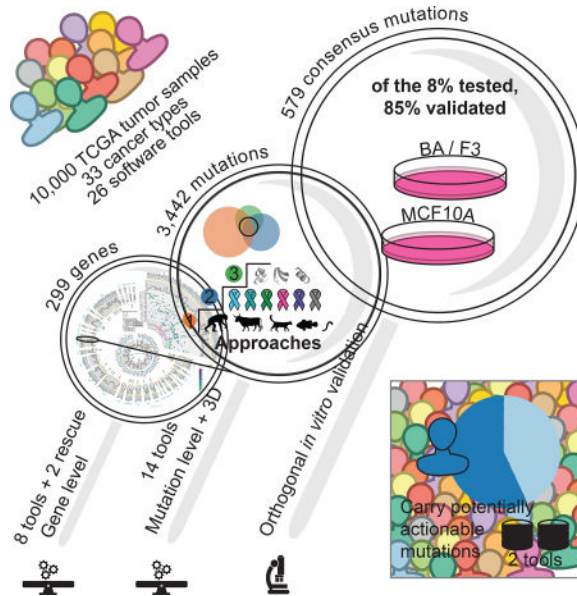 10,000 TCGA tumor samples
33 cancer types
26 software tools
579 consensus mutations
of the 8% tested,
85% validated
BA / F3
MCF10A
3,442 mutations
3
2
1
Approaches
299 genes
8 tools + 2 rescue
Gene level
14 tools
Mutation level + 3D
Orthogonal in vitro validation
Carry potentially
actionable
mutations
2 tools